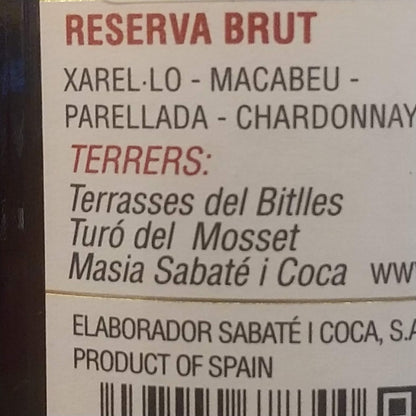 RESERVA BRUT
XAREL·LO - MACABEU -
PARELLADA - CHARDONNAY
TERRERS:
Terrasses del Bitlles
Turó del Mosset
Masia Sabaté i Coca
ELABORADOR SABATÉ I COCA, S.A
PRODUCT OF SPAIN